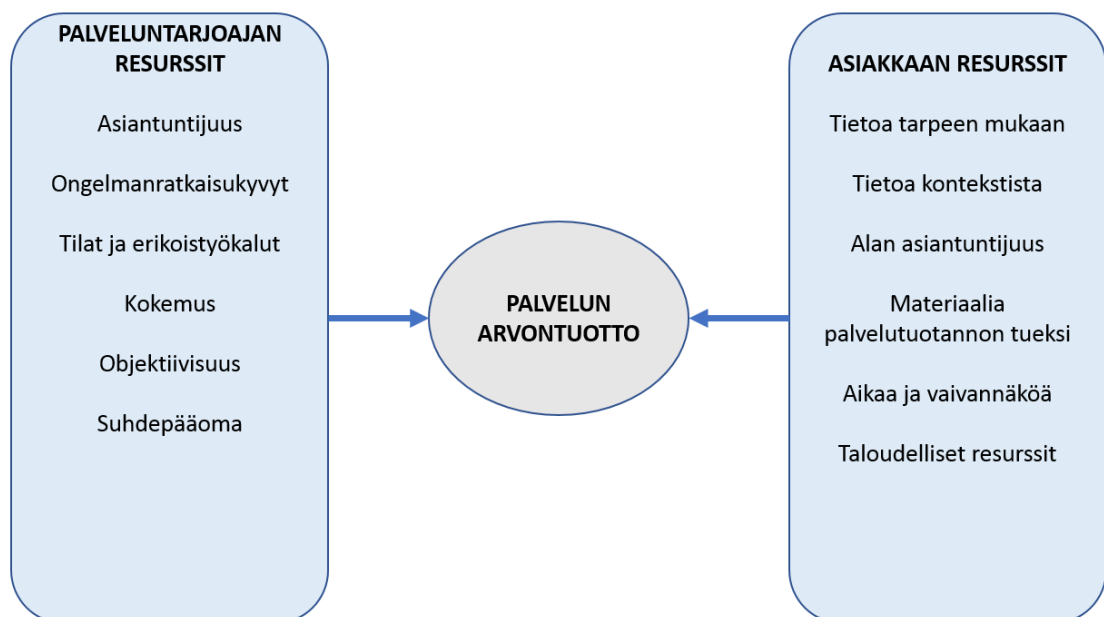 PALVELUNTARJOAJAN
RESURSSIT
Asiantuntijuus
Ongelmanratkaisukyvyt
Tilat ja erikoistyökalut
Kokemus
Objektiivisuus
Suhdepääoma
PALVELUN
ARVONTUOTTO
ASIAKKAAN RESURSSIT
Tietoa tarpeen mukaan
Tietoa kontekstista
Alan asiantuntijuus
Materiaalia
palvelutuotannon tueksi
Aikaa ja vaivannäköä
Taloudelliset resurssit